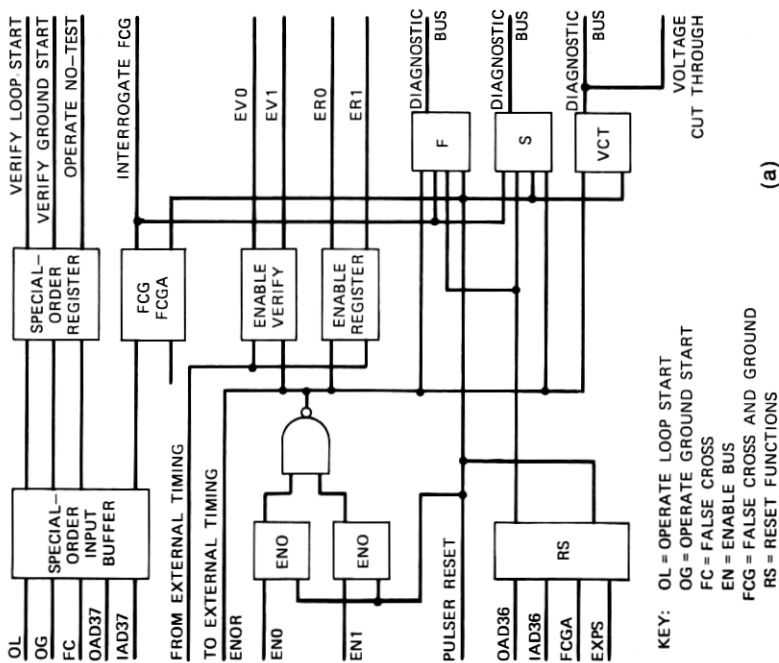 OL
OG
FC
OAD37
IAD37
SPECIAL–
ORDER
INPUT
BUFFER
SPECIAL–
ORDER
REGISTER
VERIFY LOOP START
VERIFY GROUND START
OPERATE NO–TEST
FCG
FCGA
INTERROGATE FCG
FROM EXTERNAL TIMING
TO EXTERNAL TIMING
ENOR
EN0
EN1
ENO
ENO
ENABLE
VERIFY
EV0
EV1
ENABLE
REGISTER
ER0
ER1
PULSER RESET
OAD36
IAD36
FCGA
EXPS
RS
F
DIAGNOSTIC
BUS
S
DIAGNOSTIC
BUS
VCT
DIAGNOSTIC
BUS
VOLTAGE
CUT THROUGH
KEY: OL = OPERATE LOOP START
OG = OPERATE GROUND START
FC = FALSE CROSS
EN = ENABLE BUS
FCG = FALSE CROSS AND GROUND
RS = RESET FUNCTIONS
(a)